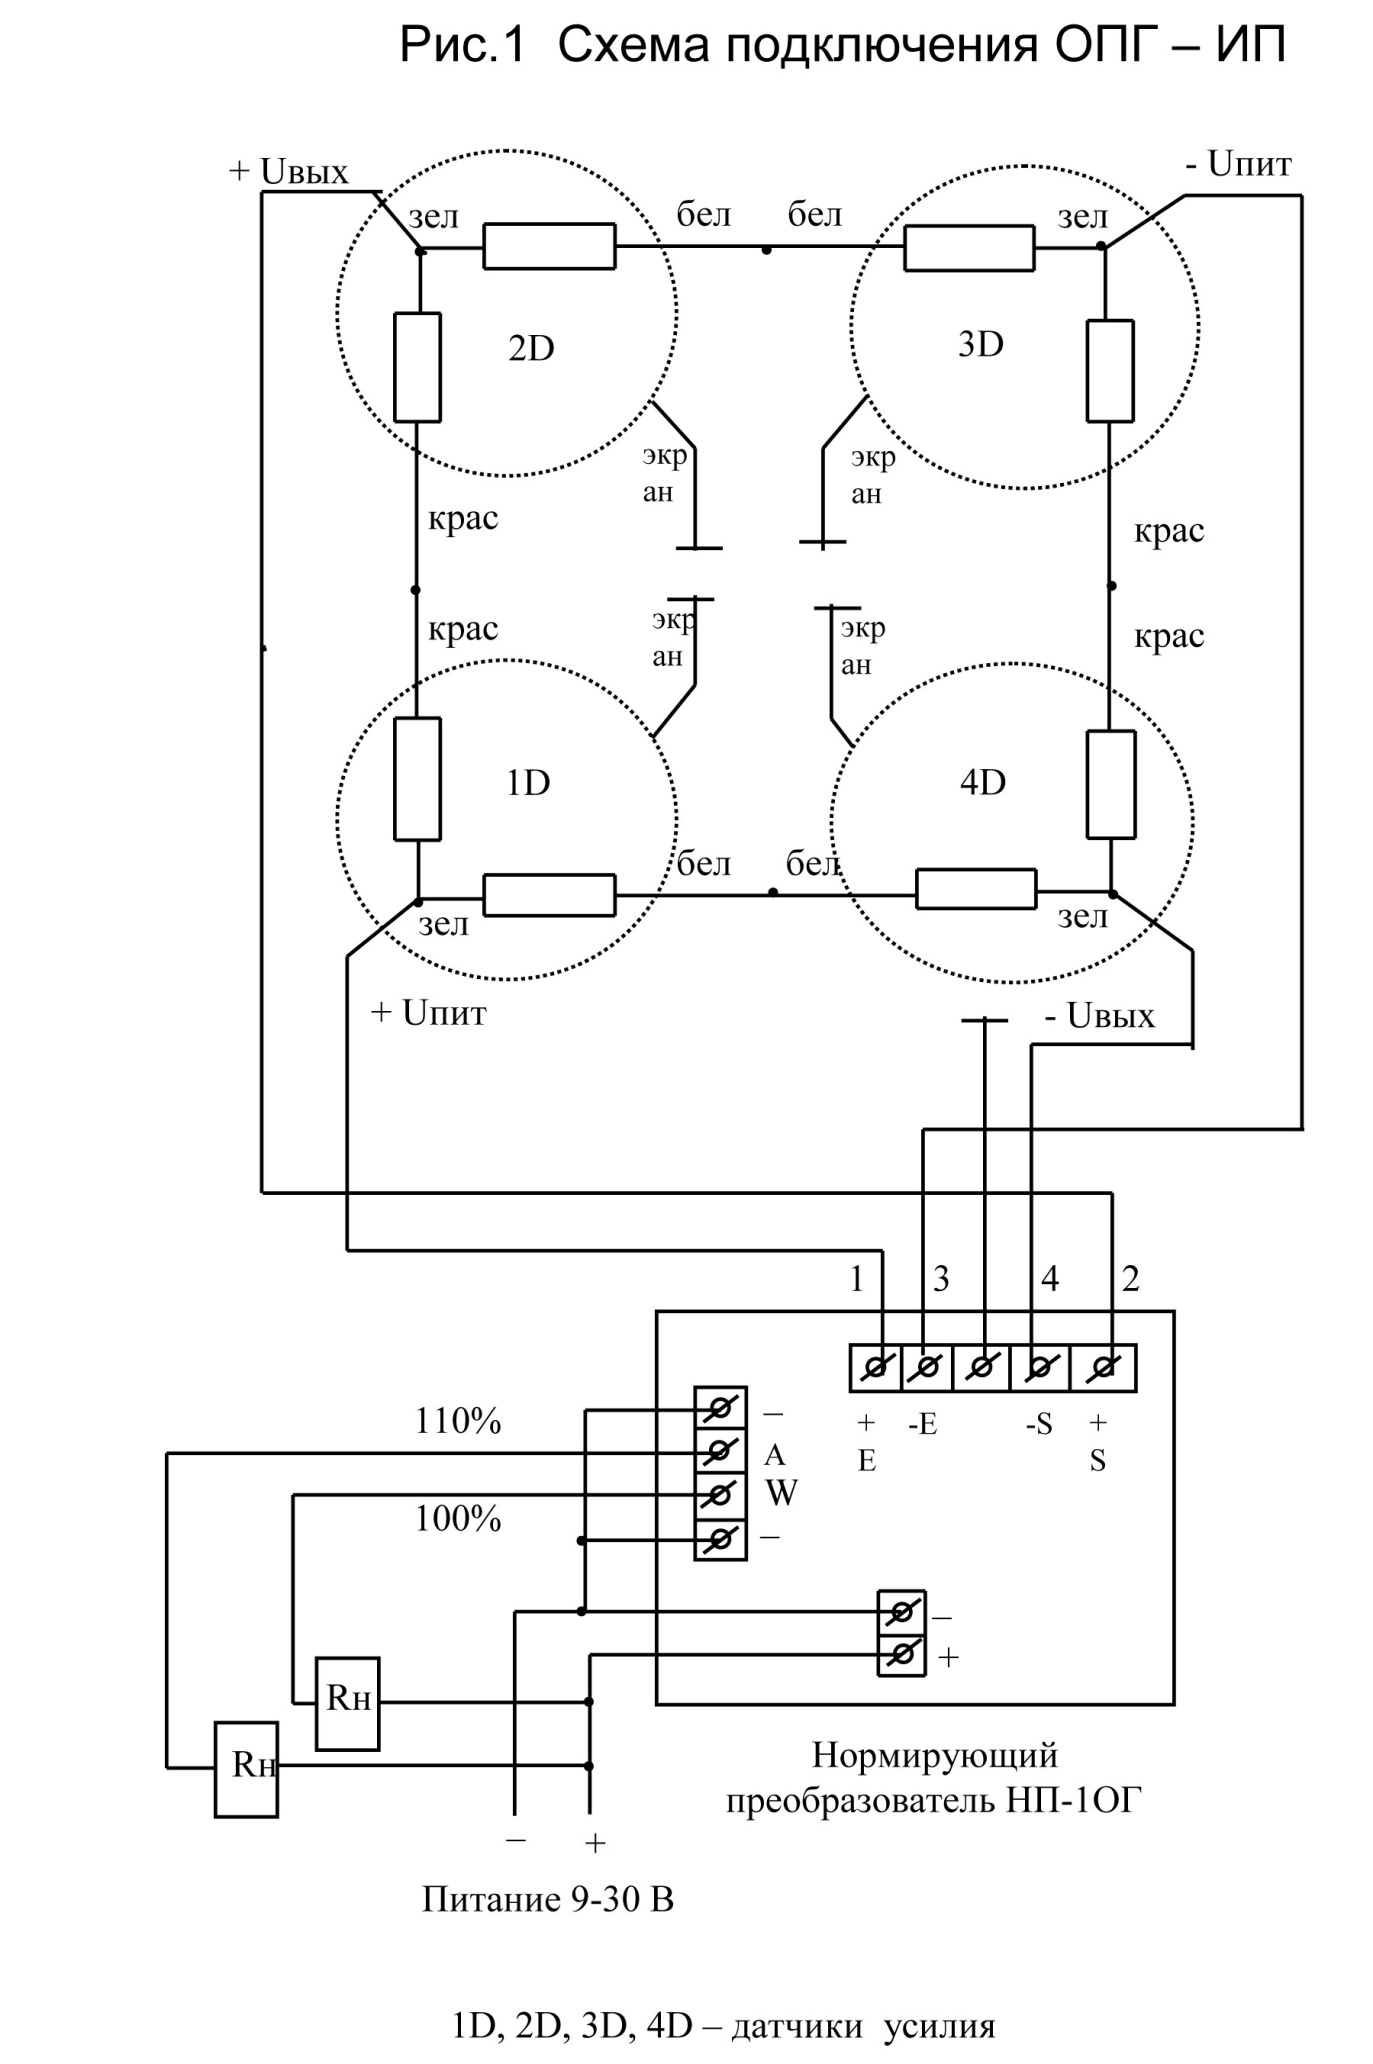 Рис.1 Схема подключения ОПГ – ИП
+ Uвых
- Uпит
зел
бел
бел
зел
2D
3D
экр
ан
экр
ан
крас
крас
экр
ан
экр
ан
крас
крас
1D
4D
бел
бел
зел
зел
+ Uпит
- Uвых
1
3
4
2
+
E
-E
-S
+
S
110%
–
A
W
100%
–
–
+
Rн
Rн
Нормирующий
преобразователь НП-1ОГ
–
+
Питание 9-30 В
1D, 2D, 3D, 4D – датчики усилия